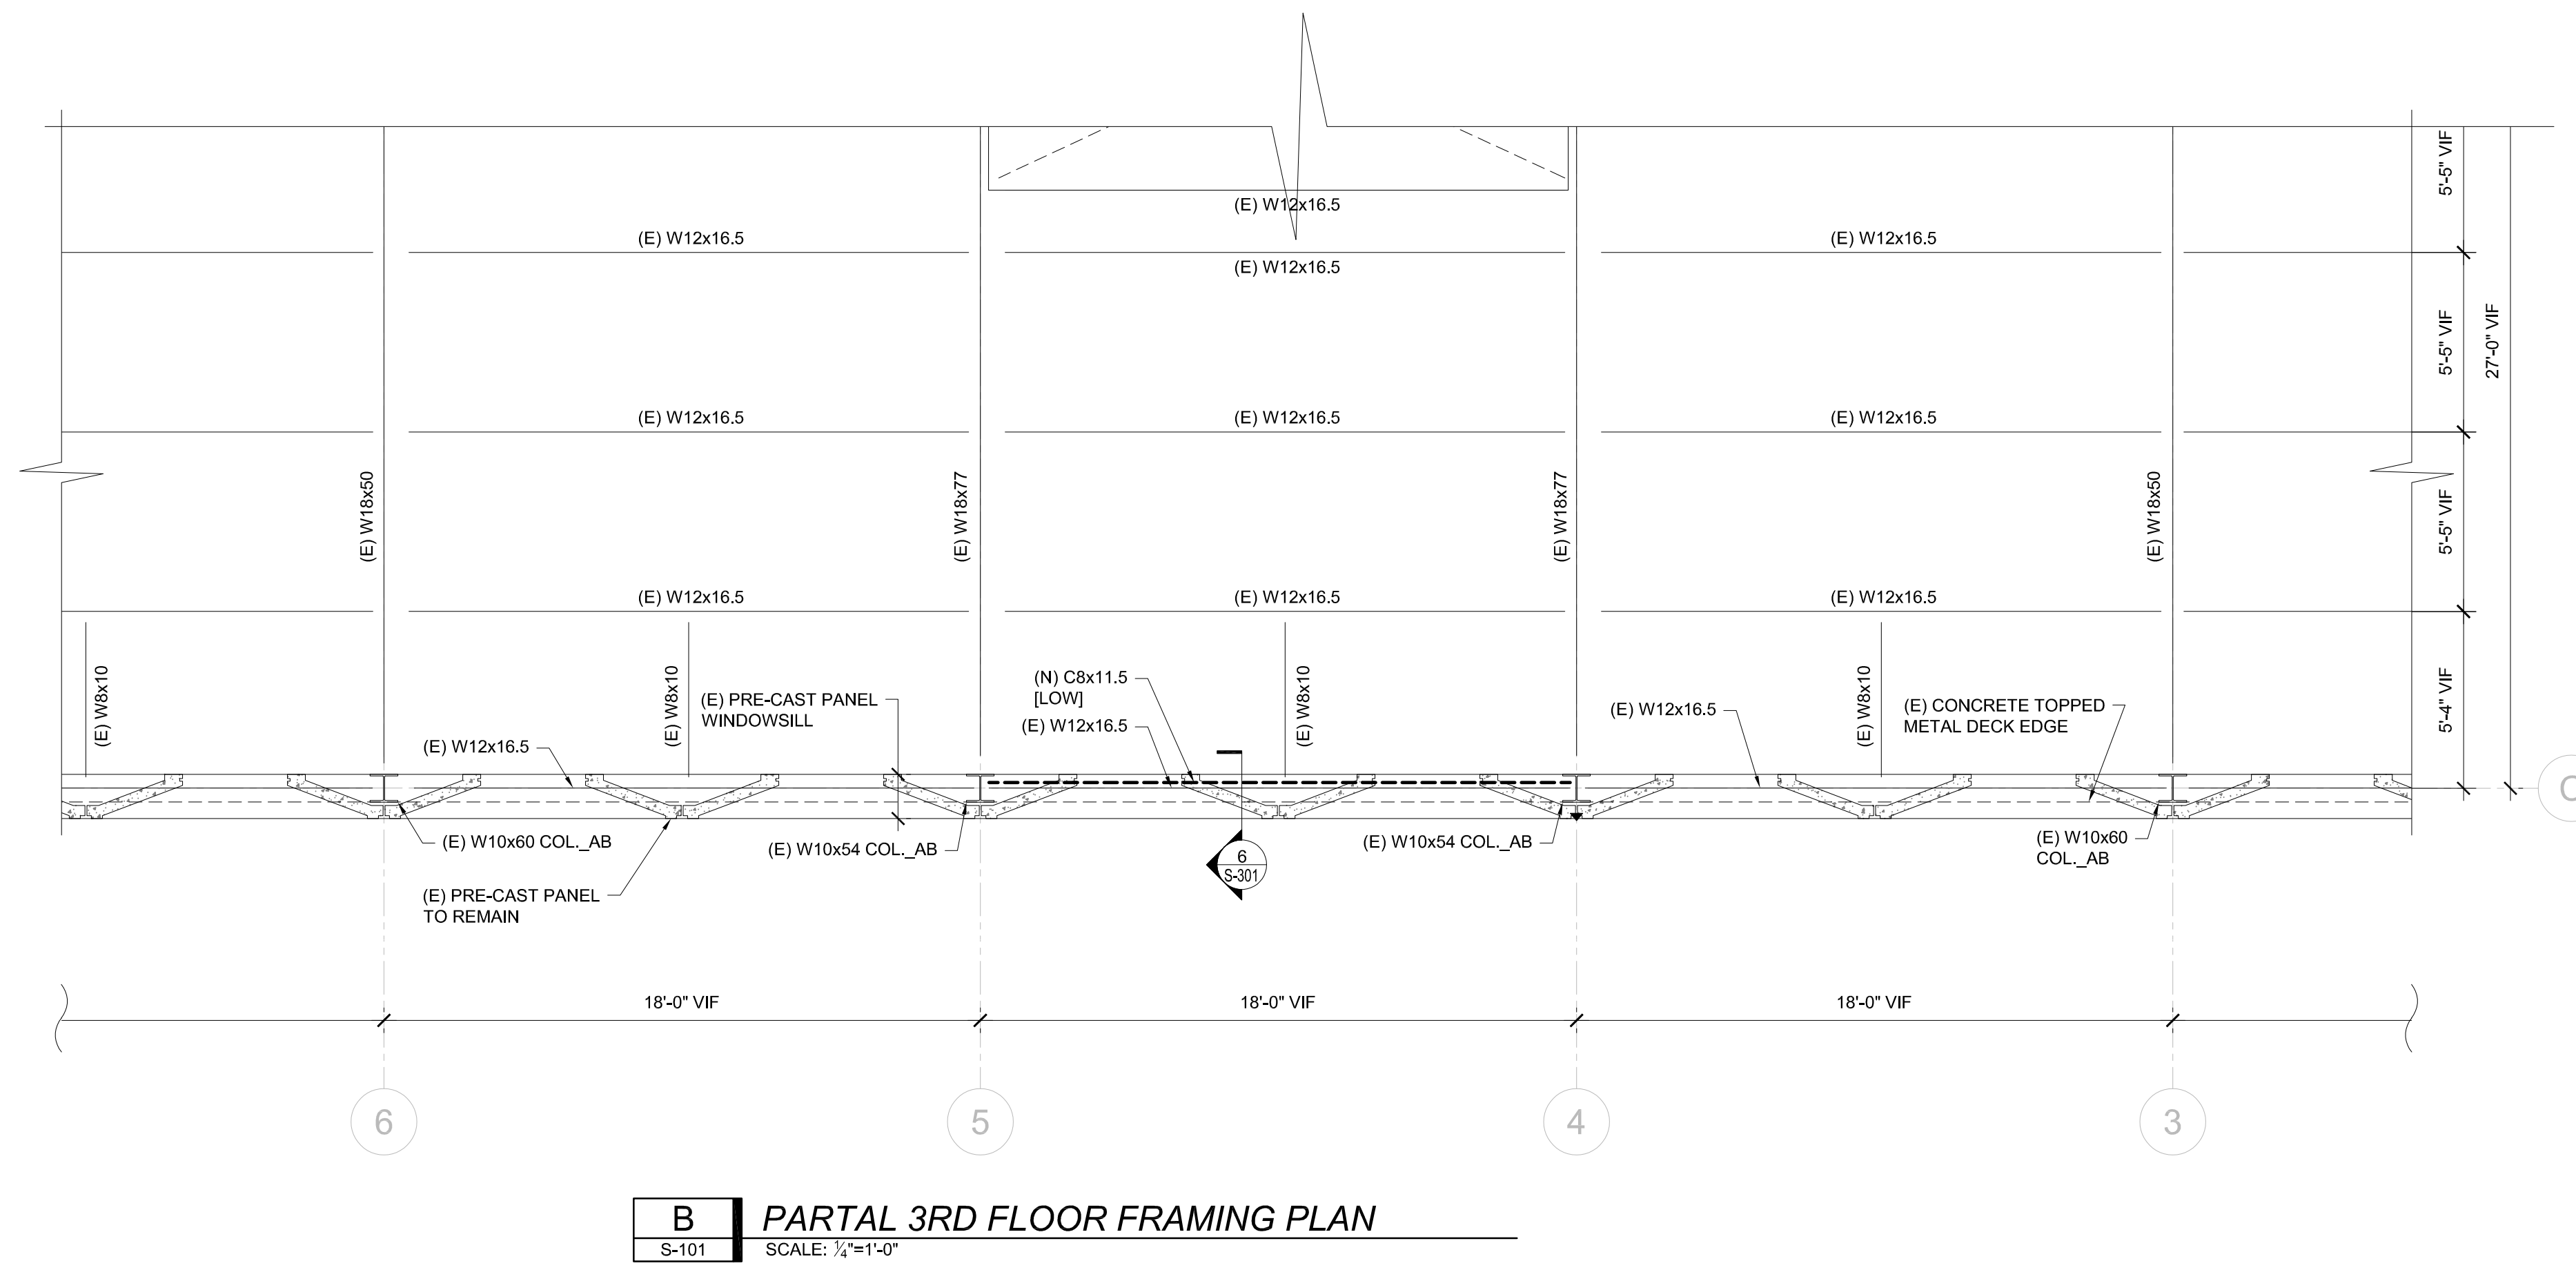 (E) W12x16.5
(E) W12x16.5
(E) W12x16.5
(E) W12x16.5
5'-5" VIF
(E) W12x16.5
(E) W12x16.5
(E) W12x16.5
5'-5" VIF
27'-0" VIF
(E) W18x50
(E) W18x77
(E) W18x77
(E) W18x50
5'-5" VIF
(E) W12x16.5
(E) W12x16.5
(E) W12x16.5
(E) W8x10
(E) W8x10
(E) W8x10
(E) W8x10
5'-4" VIF
(E) PRE-CAST PANEL
WINDOWSILL
(N) C8x11.5
[LOW]
(E) W12x16.5
(E) W12x16.5
(E) CONCRETE TOPPED
METAL DECK EDGE
(E) W12x16.5
C
(E) W10x60 COL._AB
(E) W10x54 COL._AB
6
S-301
(E) W10x54 COL._AB
(E) W10x60
COL._AB
(E) PRE-CAST PANEL
TO REMAIN
18'-0" VIF
18'-0" VIF
18'-0" VIF
6
5
4
3
B
S-101
PARTAL 3RD FLOOR FRAMING PLAN
SCALE: 1/4"=1'-0"